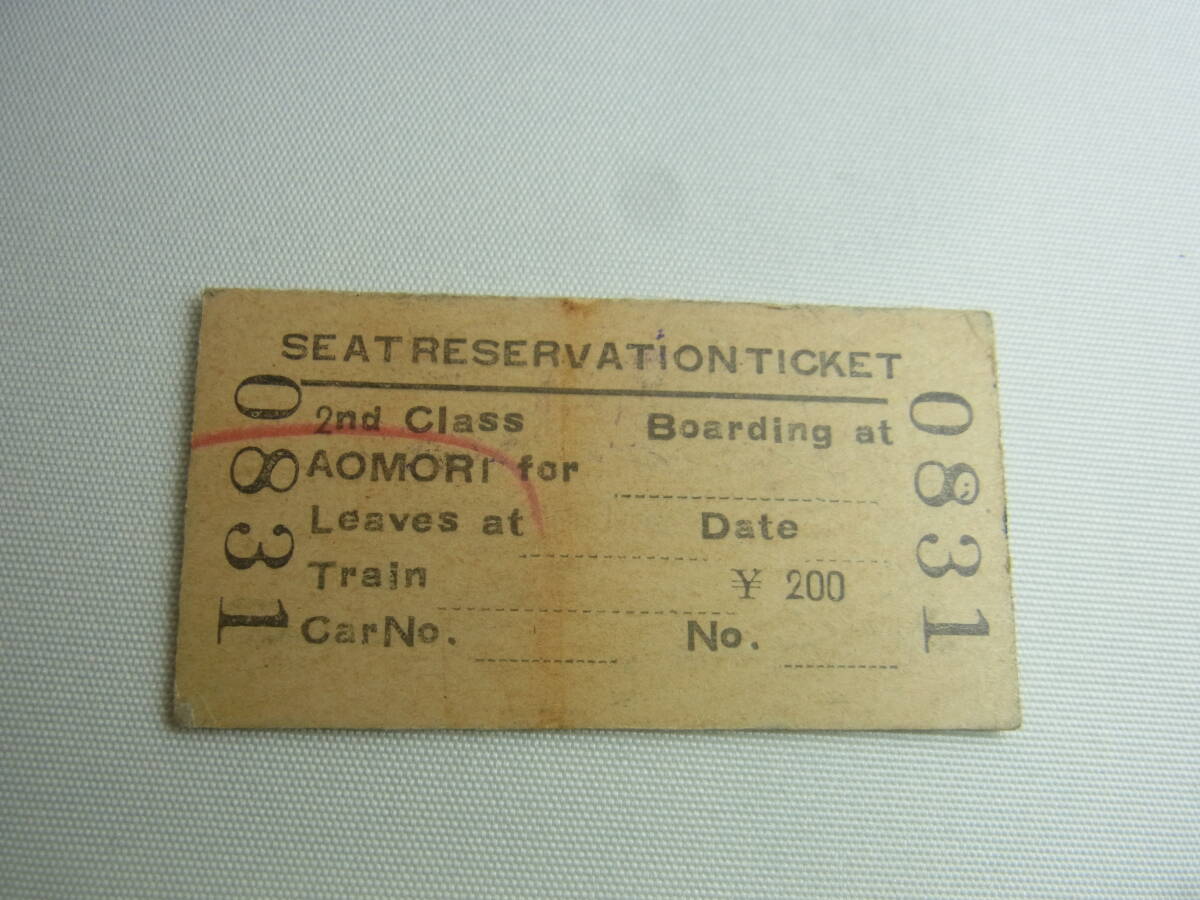 SEAT RESERVATION TICKET
2nd Class Boarding at
AOMORI for
Leaves at Date
Train ¥ 200
Car No. No.
0831
0831